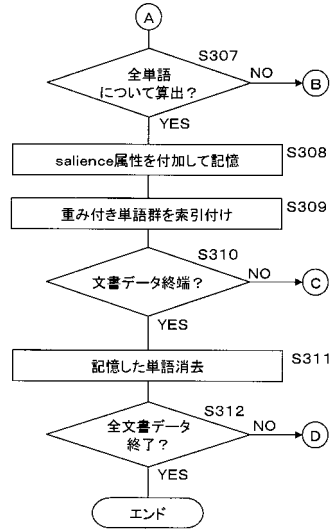 A
S307
全単語
について算出?
NO
B
YES
salience属性を付加して記憶
S308
重み付き単語群を索引付け
S309
S310
文書データ終端?
NO
C
YES
記憶した単語消去
S311
S312
全文書データ
終了?
NO
D
YES
エンド